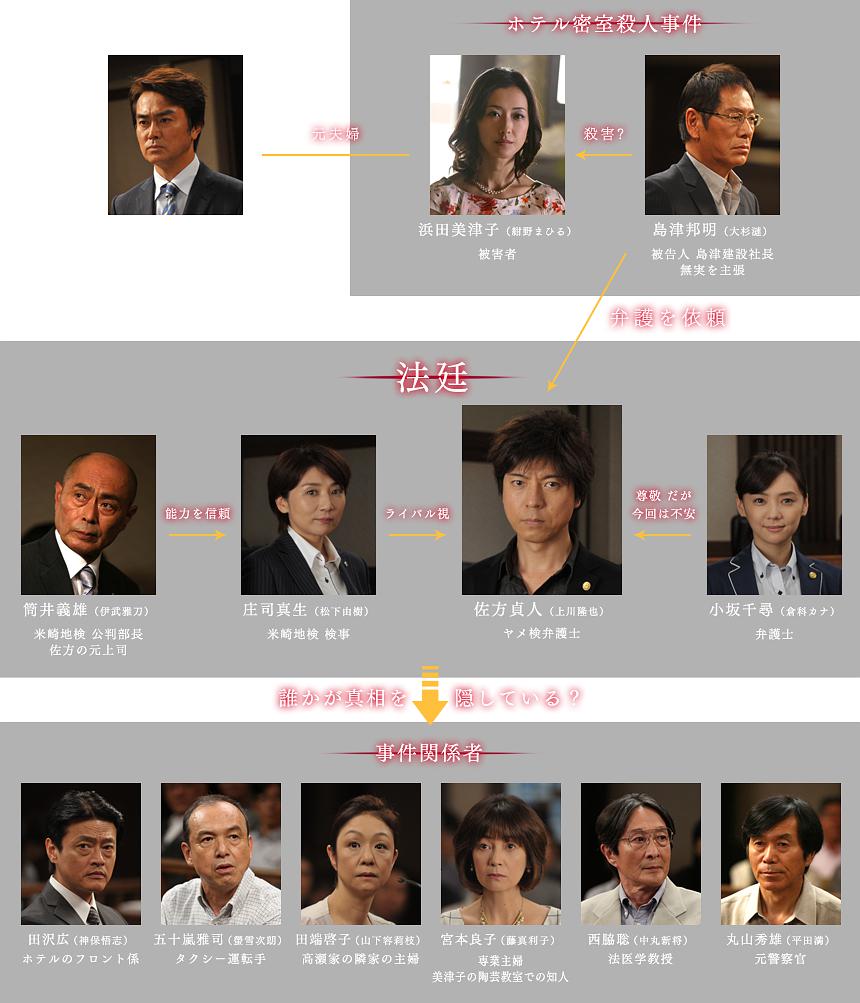 ホテル密室殺人事件
元夫婦
殺害?
浜田美津子（紺野まひる）
被害者
島津邦明（大杉漣）
被告人 島津建設社長
無実を主張
弁護を依頼
法廷
能力を信頼
ライバル視
尊敬 だが
今回は不安
筒井義雄（伊武雅刀）
米崎地検 公判部長
佐方の元上司
庄司真生（松下由樹）
米崎地検 検事
佐方貞人（上川隆也）
ヤメ検弁護士
小坂千尋（倉科カナ）
弁護士
誰かが真相を 隠している?
事件関係者
田沢広（神保悟志）
ホテルのフロント係
五十嵐雅司（螢雪次朗）
タクシー運転手
田端啓子（山下容莉枝）
高瀬家の隣家の主婦
宮本良子（藤真利子）
専業主婦
美津子の陶芸教室での知人
西脇聡（中丸新将）
法医学教授
丸山秀雄（平田満）
元警察官